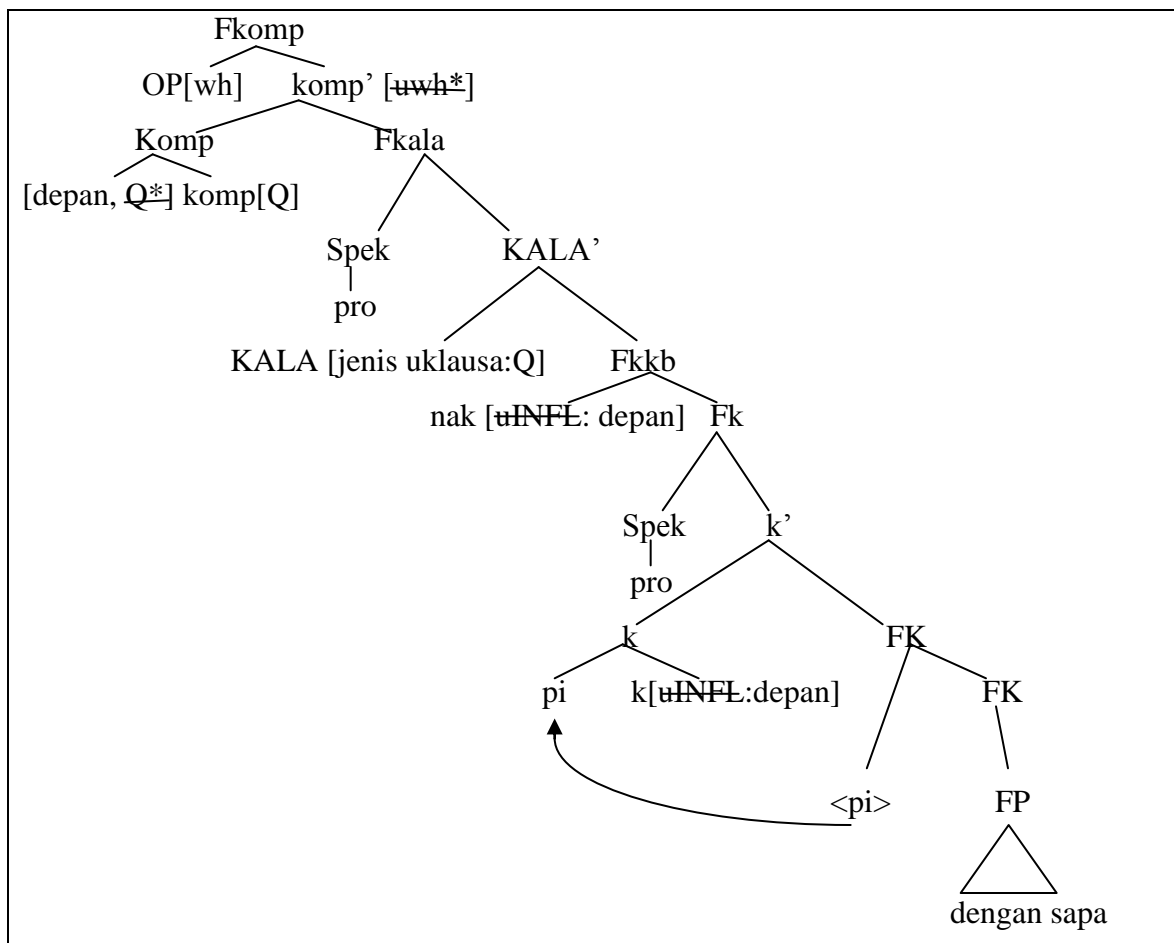 Fkomp
OP[wh] komp’ [uwh*]
Komp Fkala
[depan, Q*] komp[Q]
Spek KALA’
pro
KALA [jenis uklausa:Q] Fkkb
nak [uINFL: depan] Fk
Spek k’
pro
k FK
pi k[uINFL:depan] FK
<pi> FP
dengan sapa